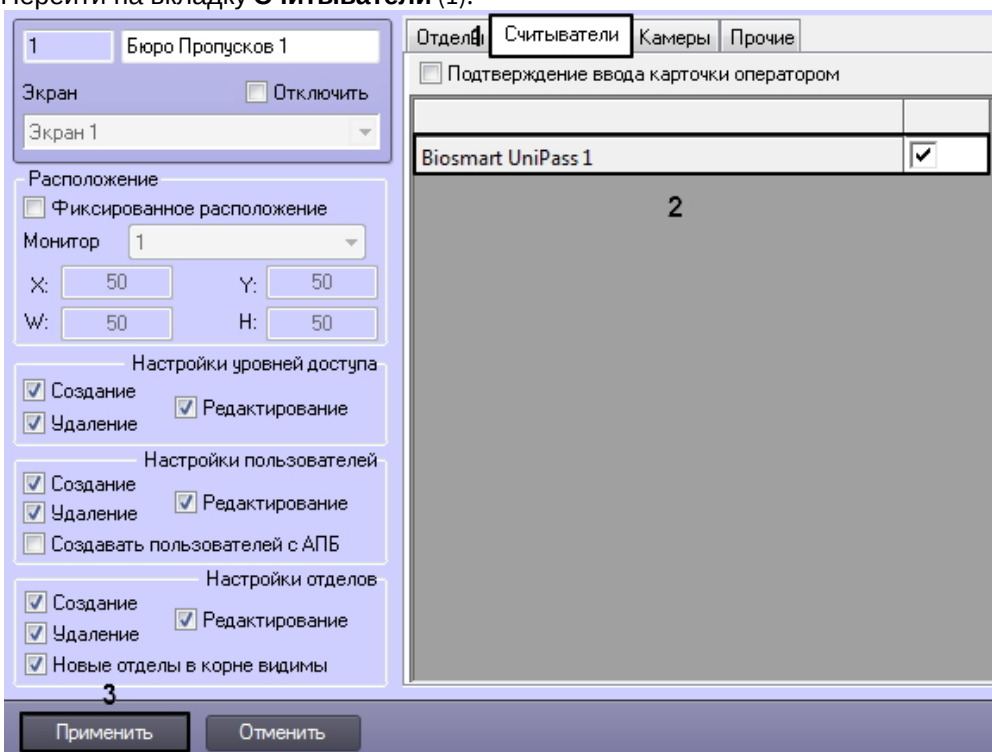 Перейти на вкладку Считыватели (1).
1 Бюро Пропусков 1
Экран Отключить
Экран 1
Расположение
Фиксированное расположение
Монитор 1
X: 50 Y: 50
W: 50 H: 50
Настройки уровней доступа
Создание
Редактирование
Удаление
Настройки пользователей
Создание
Редактирование
Удаление
Создавать пользователей с АПБ
Настройки отделов
Создание
Редактирование
Удаление
Новые отделы в корне видимы
3
Применить Отменить
Отделы 1 Считыватели Камеры Прочие
Подтверждение ввода карточки оператором
Biosmart UniPass 1
2